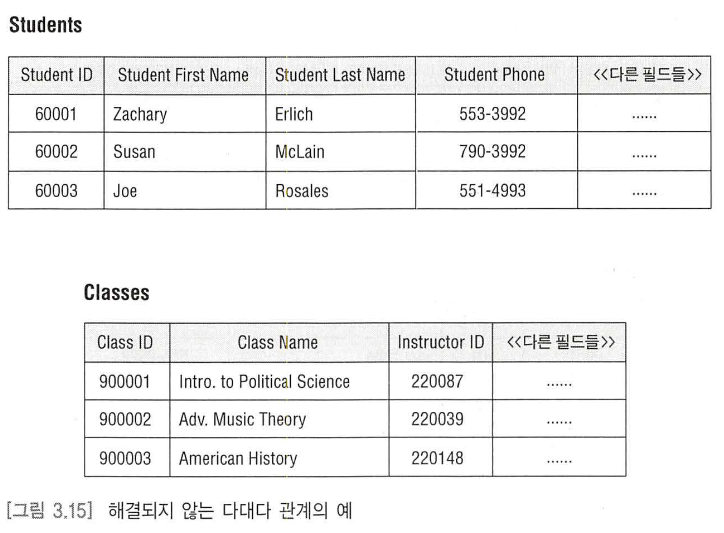 Students
Student ID Student First Name Student Last Name Student Phone <<다른 필드들>>
60001 Zachary Erlich 553-3992 ......
60002 Susan McLain 790-3992 ......
60003 Joe Rosales 551-4993 ......
Classes
Class ID Class Name Instructor ID <<다른 필드들>>
900001 Intro. to Political Science 220087 ......
900002 Adv. Music Theory 220039 ......
900003 American History 220148 ......
[그림 3.15] 해결되지 않는 다대다 관계의 예